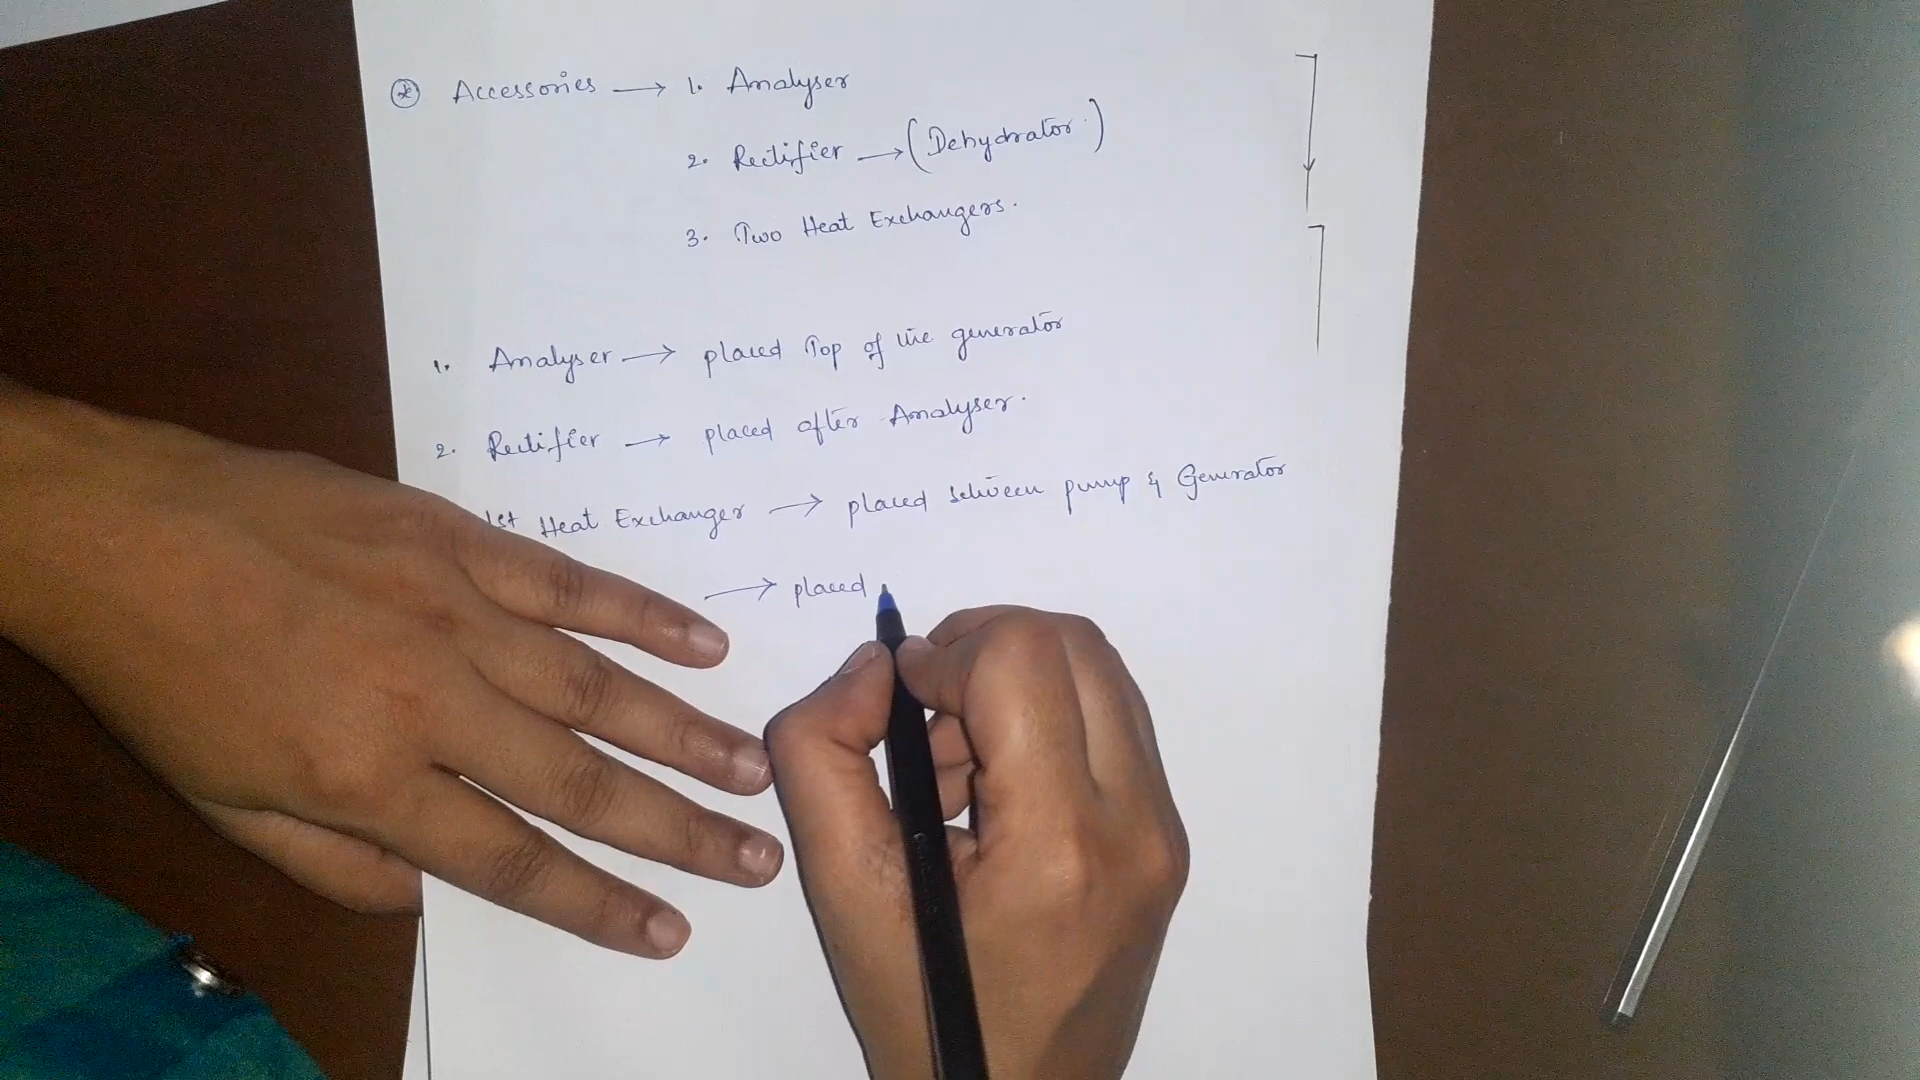 * Accessories → 1. Analyser
2. Rectifier → (Dehydrator.)
3. Two Heat Exchangers.
1. Analyser → placed Top of the generator
2. Rectifier → placed after Analyser.
1st Heat Exchanger → placed between pump & Generator
→ placed